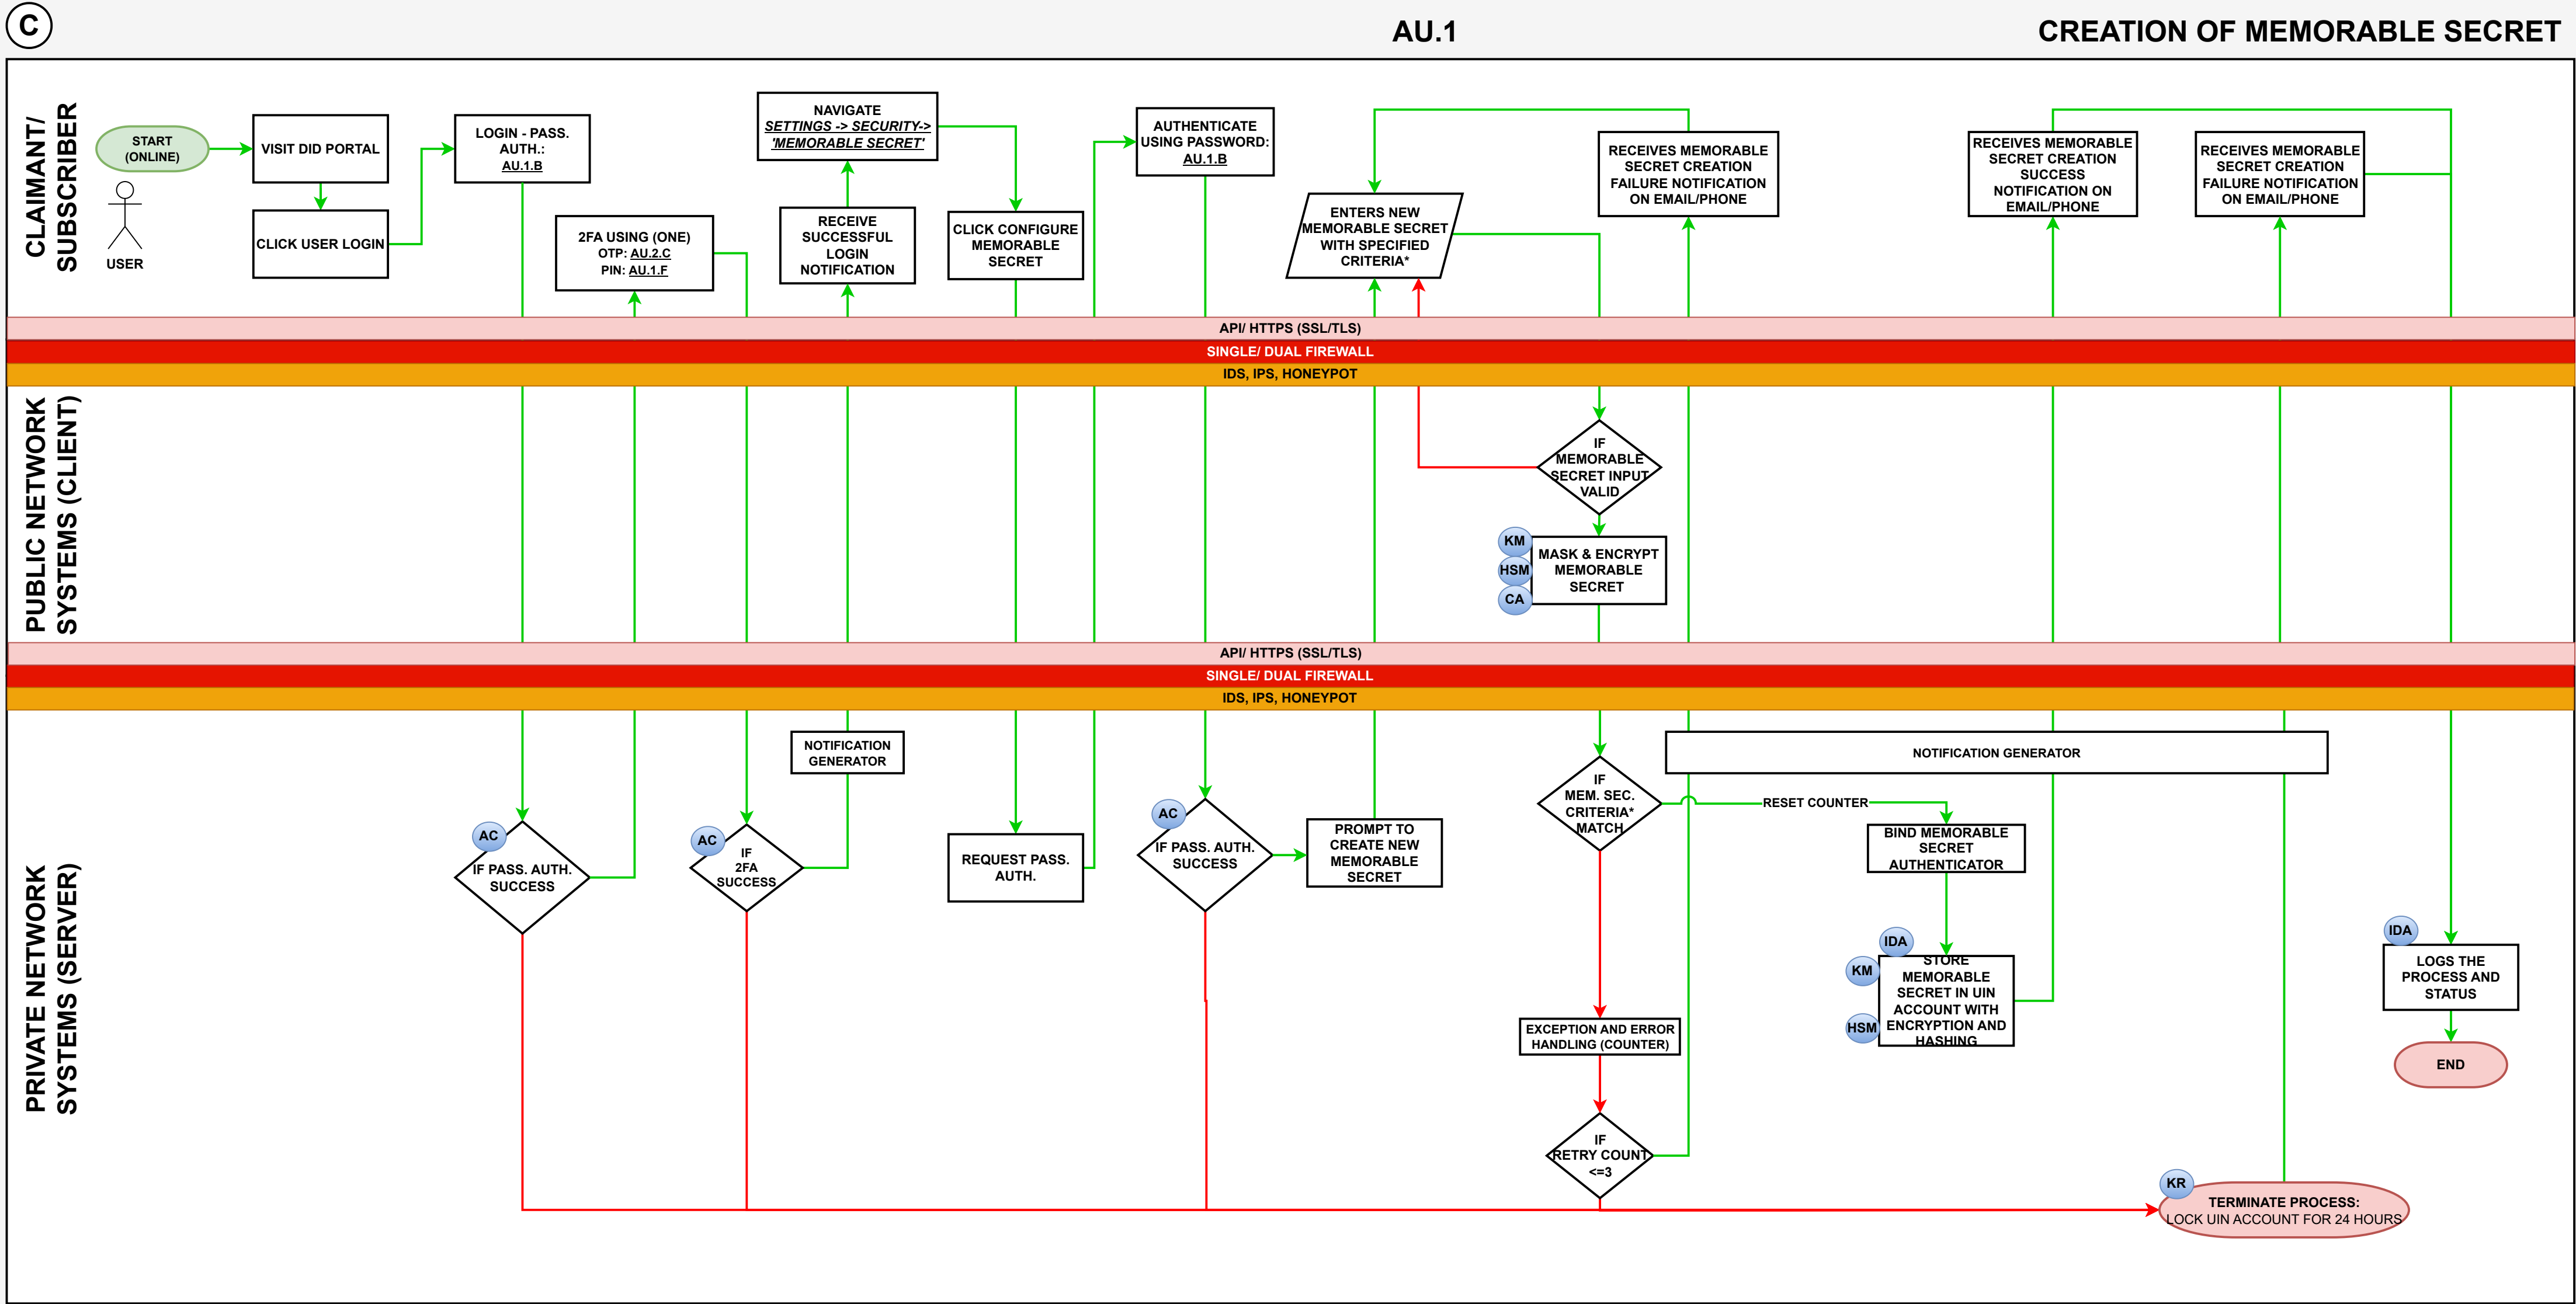 C
AU.1
CREATION OF MEMORABLE SECRET
CLAIMANT/
SUBSCRIBER
START
(ONLINE)
USER
VISIT DID PORTAL
CLICK USER LOGIN
LOGIN - PASS.
AUTH.:
AU.1.B
2FA USING (ONE)
OTP: AU.2.C
PIN: AU.1.F
NAVIGATE
SETTINGS -> SECURITY->
'MEMORABLE SECRET'
RECEIVE
SUCCESSFUL
LOGIN
NOTIFICATION
CLICK CONFIGURE
MEMORABLE
SECRET
AUTHENTICATE
USING PASSWORD:
AU.1.B
ENTERS NEW
MEMORABLE SECRET
WITH SPECIFIED
CRITERIA*
RECEIVES MEMORABLE
SECRET CREATION
FAILURE NOTIFICATION
ON EMAIL/PHONE
RECEIVES MEMORABLE
SECRET CREATION
SUCCESS
NOTIFICATION ON
EMAIL/PHONE
RECEIVES MEMORABLE
SECRET CREATION
FAILURE NOTIFICATION
ON EMAIL/PHONE
API/ HTTPS (SSL/TLS)
SINGLE/ DUAL FIREWALL
IDS, IPS, HONEYPOT
PUBLIC NETWORK
SYSTEMS (CLIENT)
IF
MEMORABLE
SECRET INPUT
VALID
KM
HSM
CA
MASK & ENCRYPT
MEMORABLE
SECRET
API/ HTTPS (SSL/TLS)
SINGLE/ DUAL FIREWALL
IDS, IPS, HONEYPOT
PRIVATE NETWORK
SYSTEMS (SERVER)
AC
IF PASS. AUTH.
SUCCESS
AC
IF
2FA
SUCCESS
NOTIFICATION
GENERATOR
REQUEST PASS.
AUTH.
AC
IF PASS. AUTH.
SUCCESS
PROMPT TO
CREATE NEW
MEMORABLE
SECRET
IF
MEM. SEC.
CRITERIA*
MATCH
NOTIFICATION GENERATOR
RESET COUNTER
BIND MEMORABLE
SECRET
AUTHENTICATOR
IDA
KM
HSM
STORE
MEMORABLE
SECRET IN UIN
ACCOUNT WITH
ENCRYPTION AND
HASHING
EXCEPTION AND ERROR
HANDLING (COUNTER)
IF
RETRY COUNT
<=3
IDA
LOGS THE
PROCESS AND
STATUS
END
KR
TERMINATE PROCESS:
LOCK UIN ACCOUNT FOR 24 HOURS